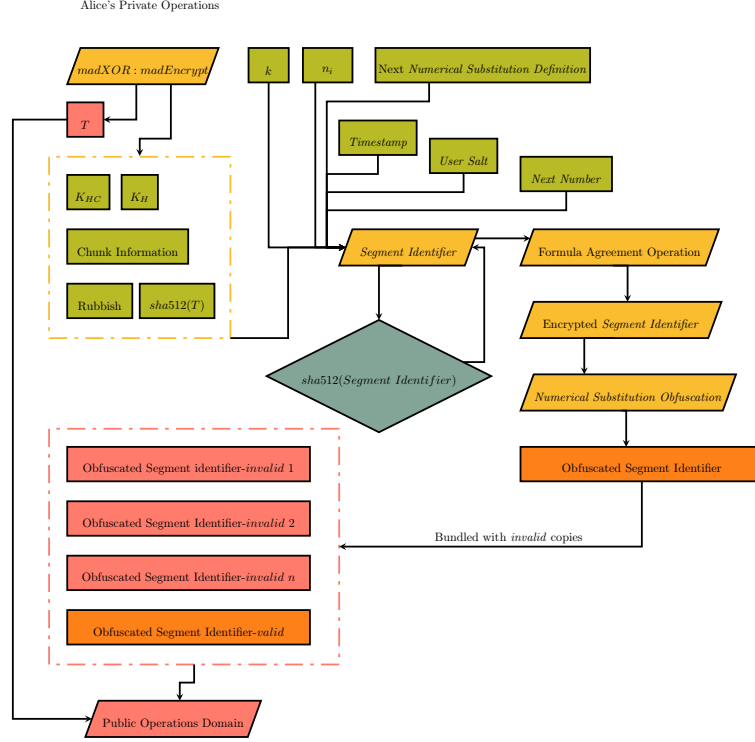 Alice's Private Operations
madXOR : madEncrypt
k
n_i
Next Numerical Substitution Definition
T
Timestamp
User Salt
Next Number
K_{HC}
K_H
Chunk Information
Rubbish
sha512(T)
Segment Identifier
Formula Agreement Operation
Encrypted Segment Identifier
sha512(Segment Identifier)
Numerical Substitution Obfuscation
Obfuscated Segment identifier-invalid 1
Obfuscated Segment Identifier
Obfuscated Segment Identifier-invalid 2
Bundled with invalid copies
Obfuscated Segment Identifier-invalid n
Obfuscated Segment Identifier-valid
Public Operations Domain